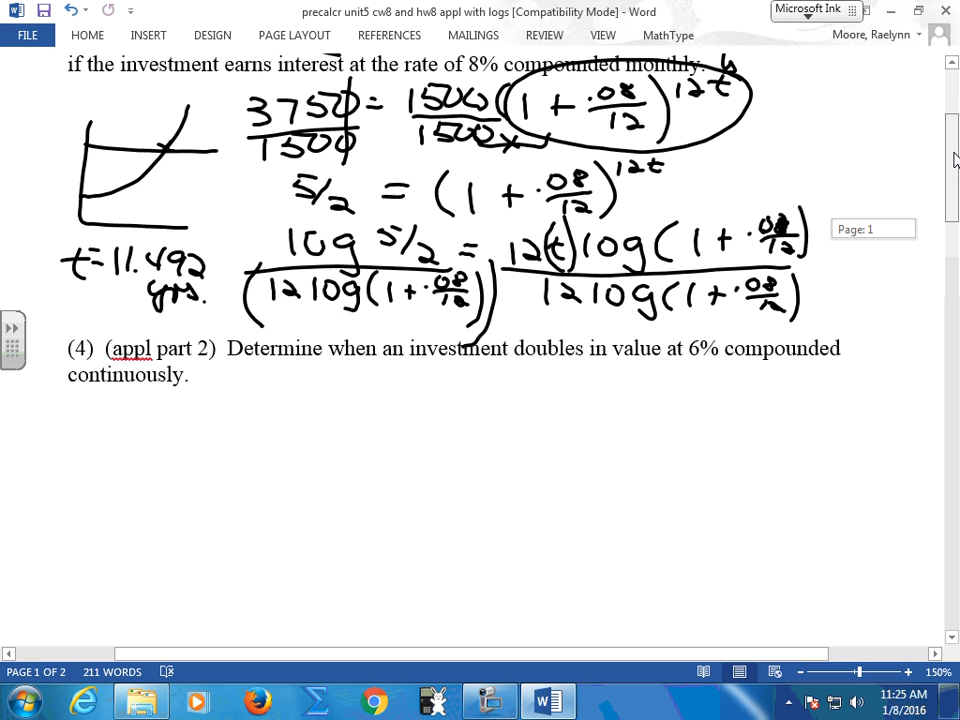 precalcr unit5 cw8 and hw8 appl with logs [Compatibility Mode] - Word
Microsoft Ink
FILE HOME INSERT DESIGN PAGE LAYOUT REFERENCES MAILINGS REVIEW VIEW MathType
Moore, Raelynn
if the investment earns interest at the rate of 8% compounded monthly.
3750/1500 = 1500(1 + .08/12)^12t / 1500
5/2 = (1 + .08/12)^12t
log 5/2 / (12 log(1 + .08/12)) = 12(t) log(1 + .08/12) / 12 log(1 + .08/12)
t = 11.492
yrs.
Page: 1
(4) (appl part 2) Determine when an investment doubles in value at 6% compounded
continuously.
PAGE 1 OF 2 211 WORDS 150%
11:25 AM
1/8/2016